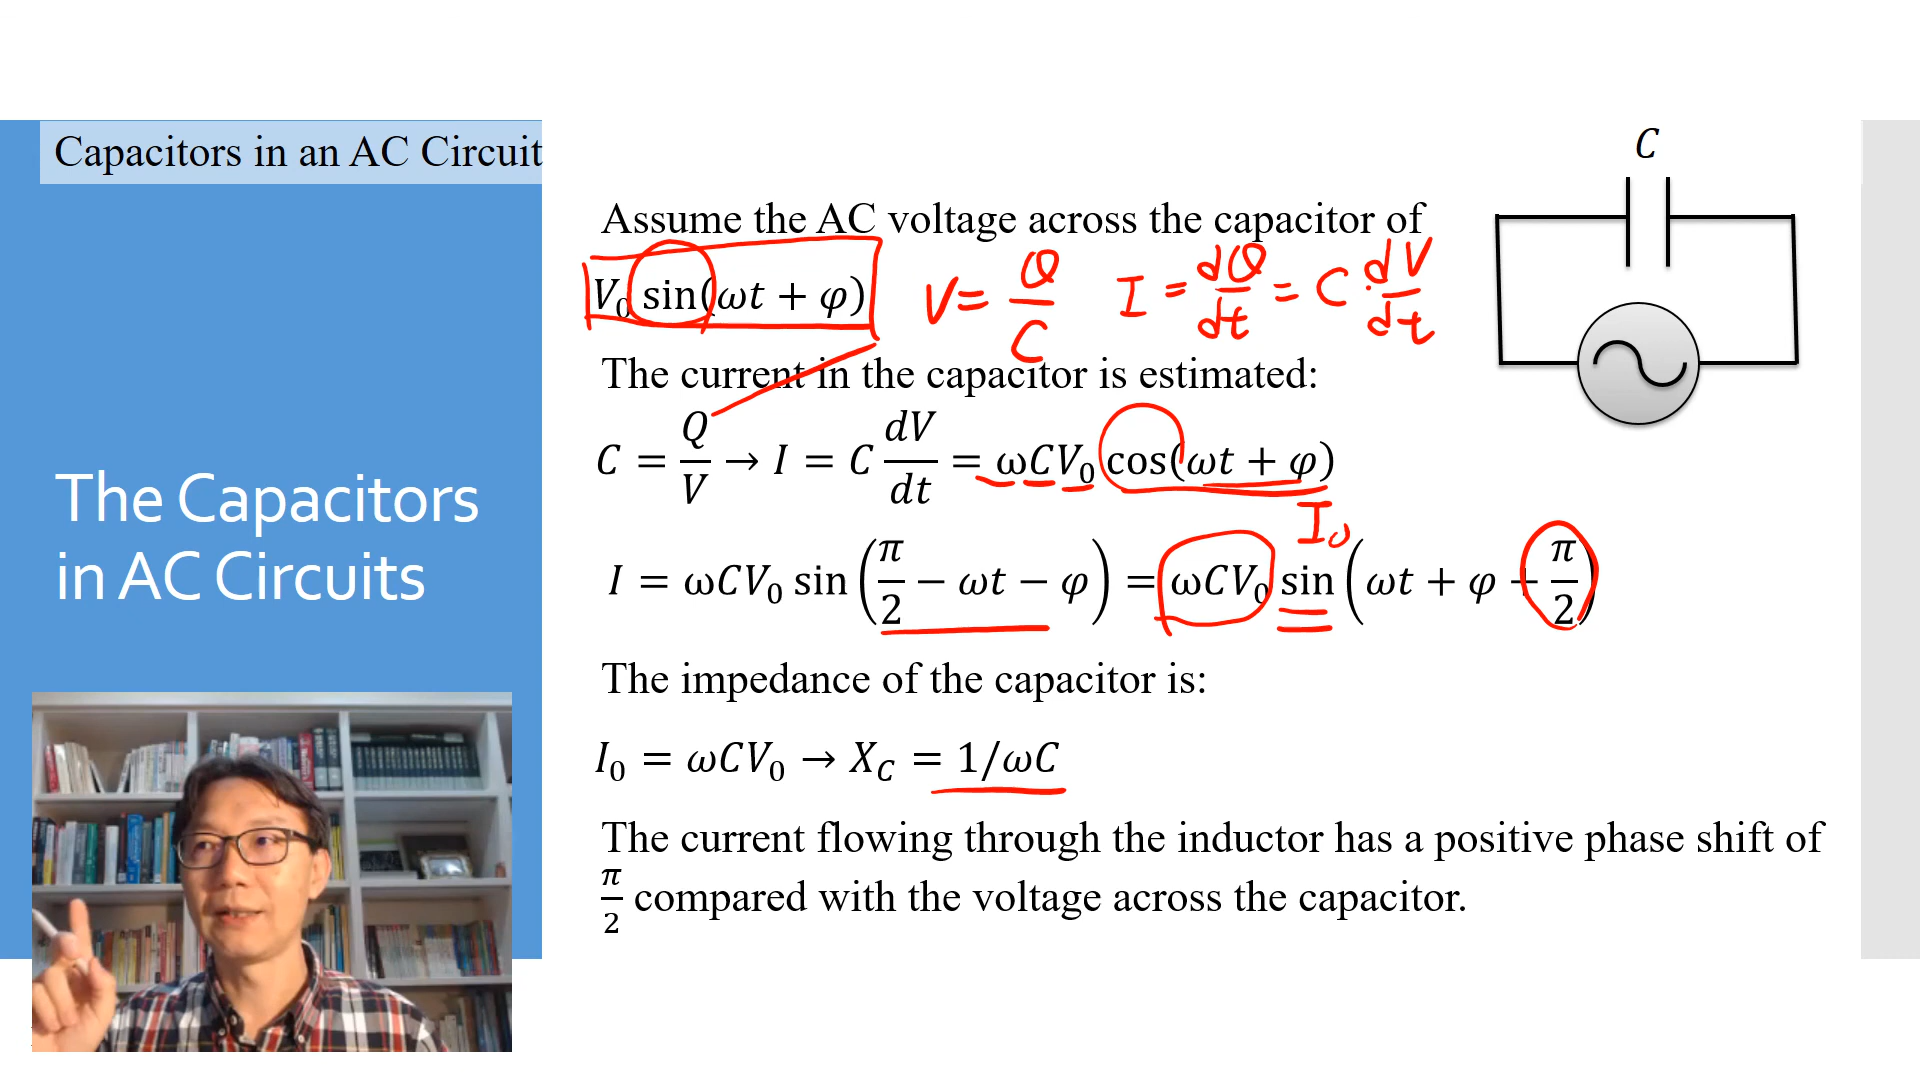 Capacitors in an AC Circuit
The Capacitors
in AC Circuits
C
Assume the AC voltage across the capacitor of
V₀ sin(ωt + φ)
V = Q/C
I = dQ/dt = C · dV/dt
The current in the capacitor is estimated:
C = Q/V → I = C dV/dt = ωCV₀ cos(ωt + φ)
I₀
I = ωCV₀ sin(π/2 − ωt − φ) = ωCV₀ sin(ωt + φ + π/2)
The impedance of the capacitor is:
I₀ = ωCV₀ → X_C = 1/ωC
The current flowing through the inductor has a positive phase shift of
π/2 compared with the voltage across the capacitor.